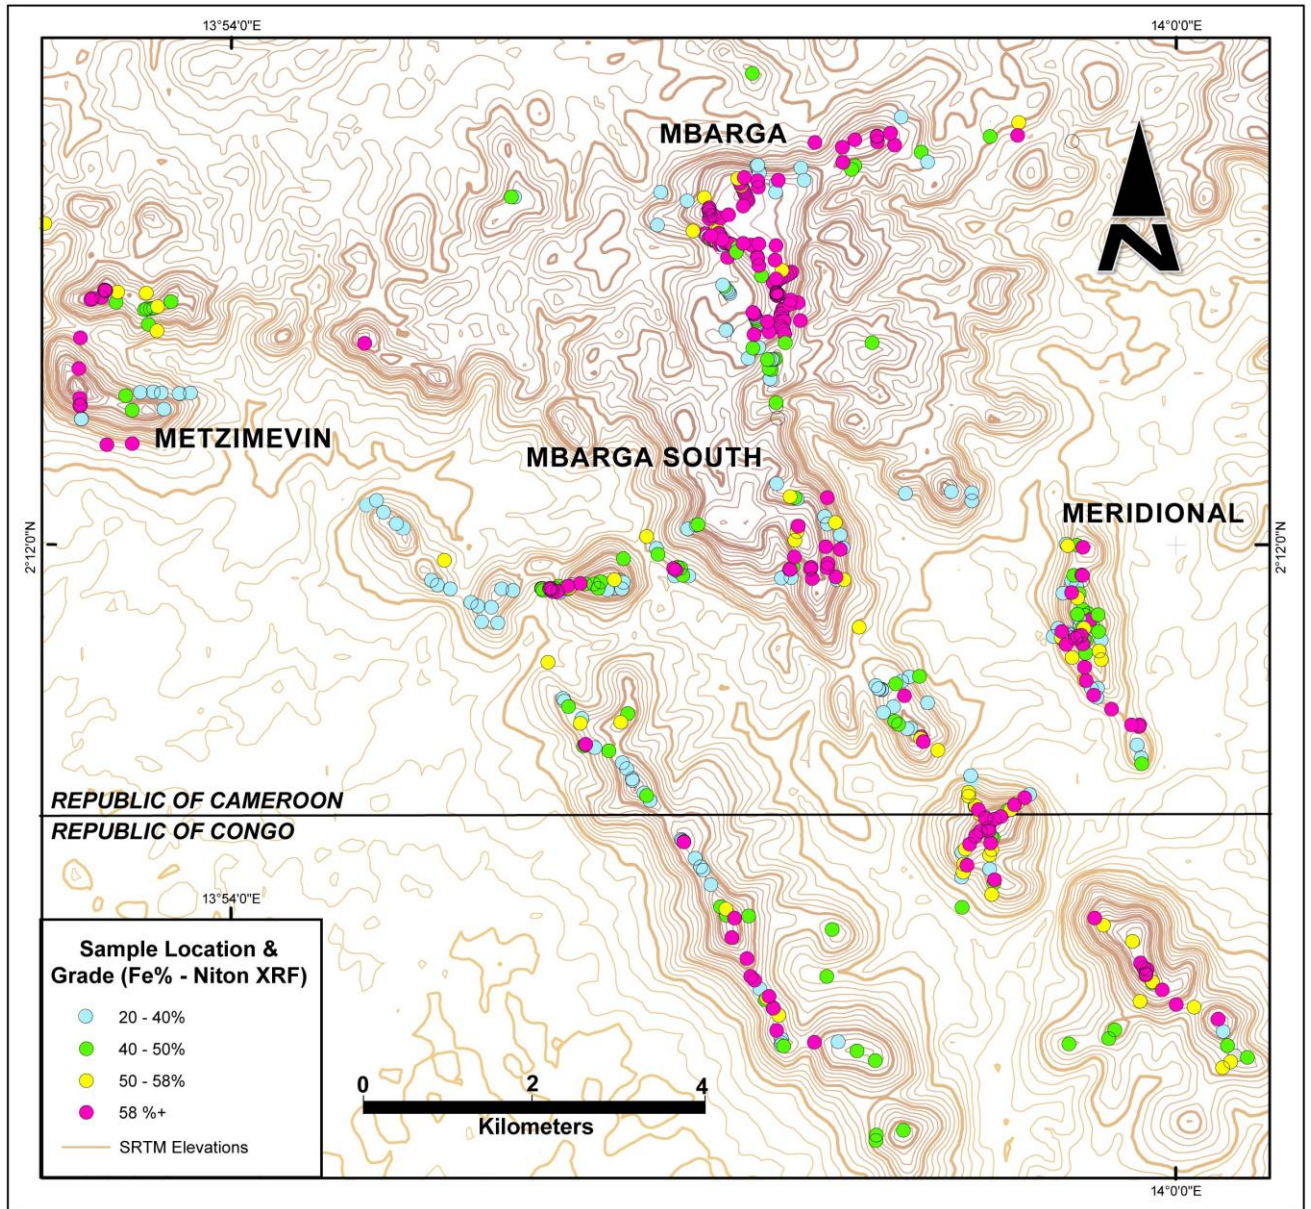 13°54'0"E
14°0'0"E
MBARGA
N
METZIMEVIN
MBARGA SOUTH
MERIDIONAL
2°12'0"N
2°12'0"N
REPUBLIC OF CAMEROON
REPUBLIC OF CONGO
13°54'0"E
Sample Location &
Grade (Fe% - Niton XRF)
20 - 40%
40 - 50%
50 - 58%
58 %+
SRTM Elevations
0 2 4
Kilometers
14°0'0"E